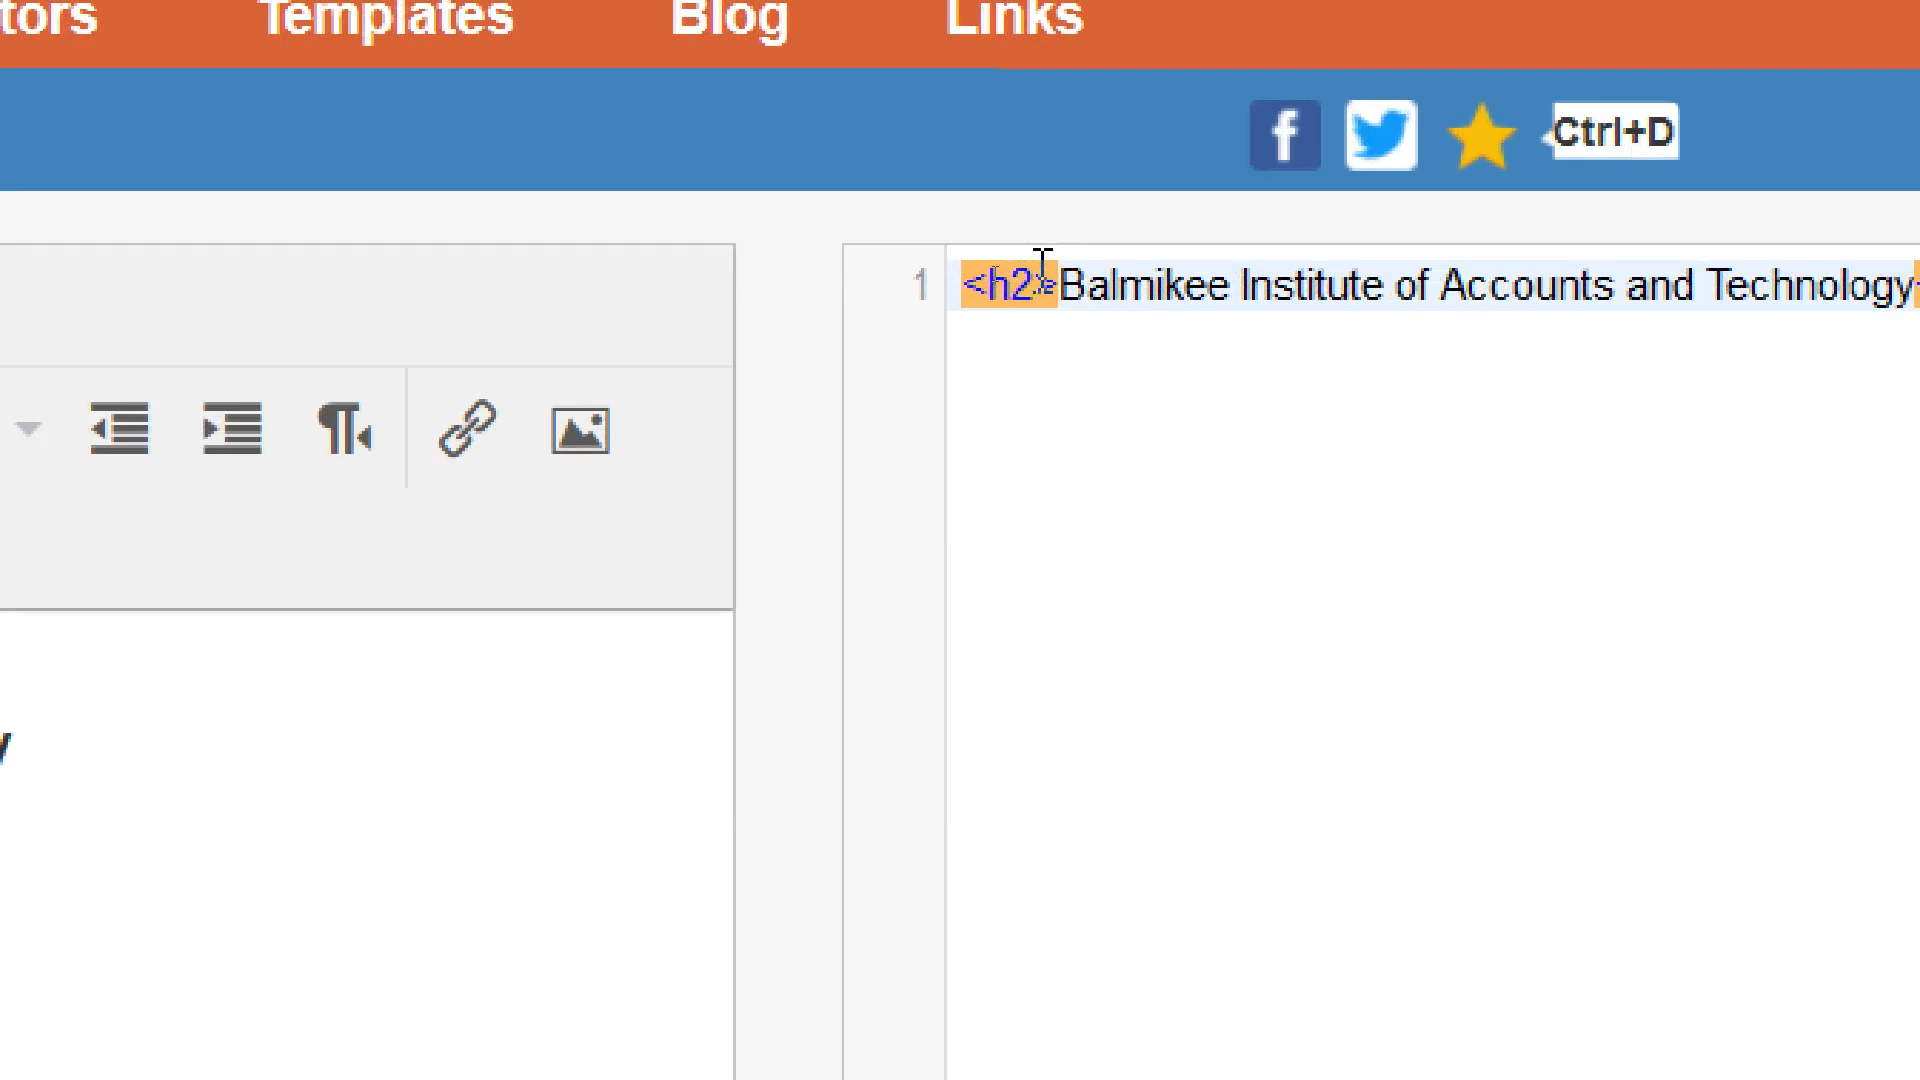 tors Templates Blog Links
f Ctrl+D
1 <h2>Balmikee Institute of Accounts and Technology
y